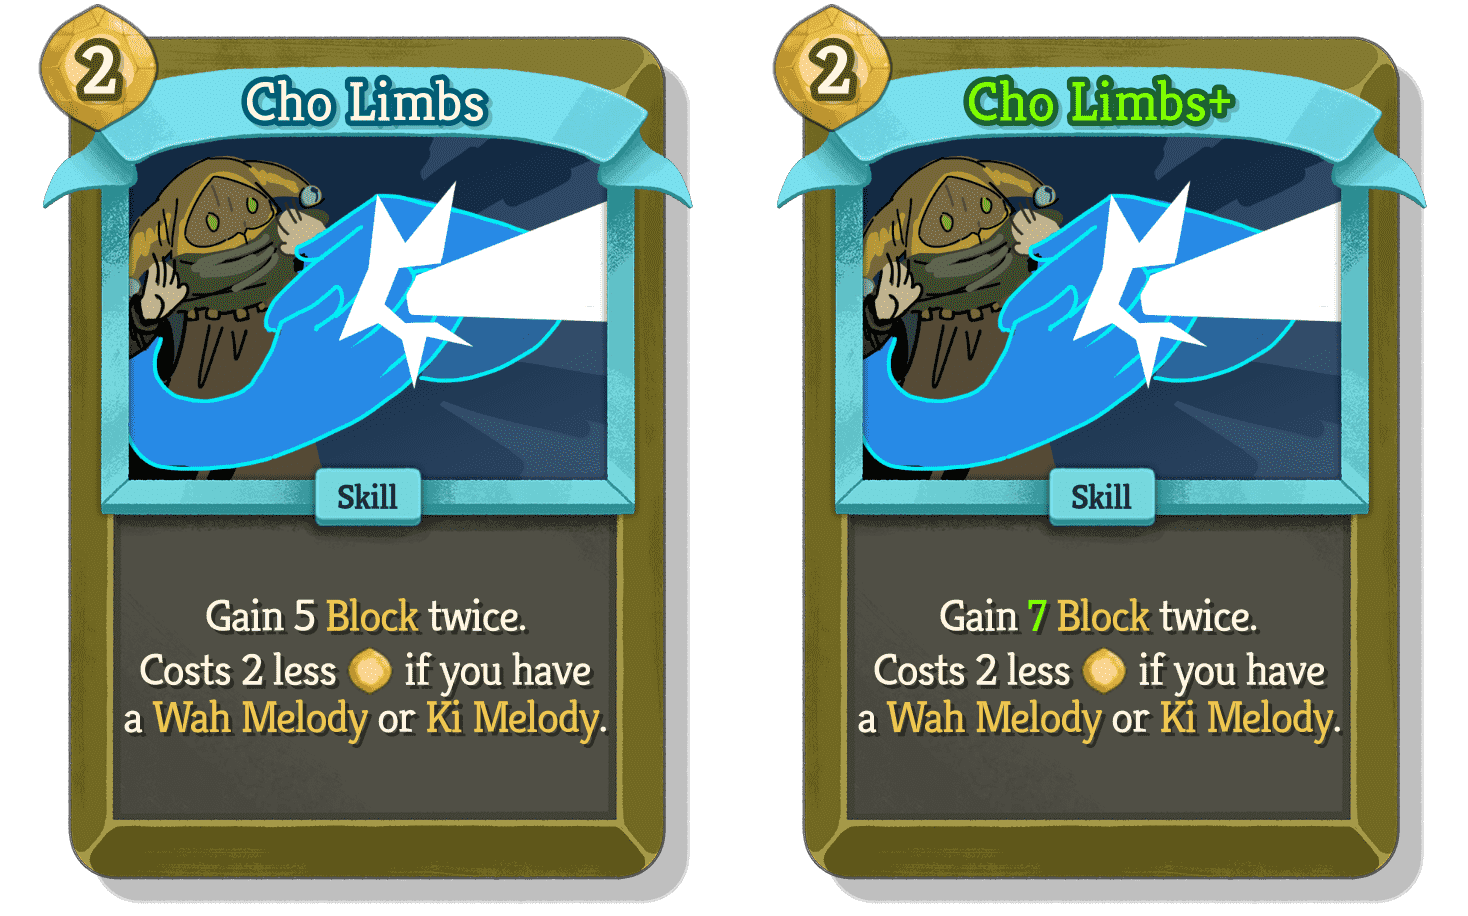 2
Cho Limbs
Skill
Gain 5 Block twice.
Costs 2 less if you have
a Wah Melody or Ki Melody.
2
Cho Limbs+
Skill
Gain 7 Block twice.
Costs 2 less if you have
a Wah Melody or Ki Melody.